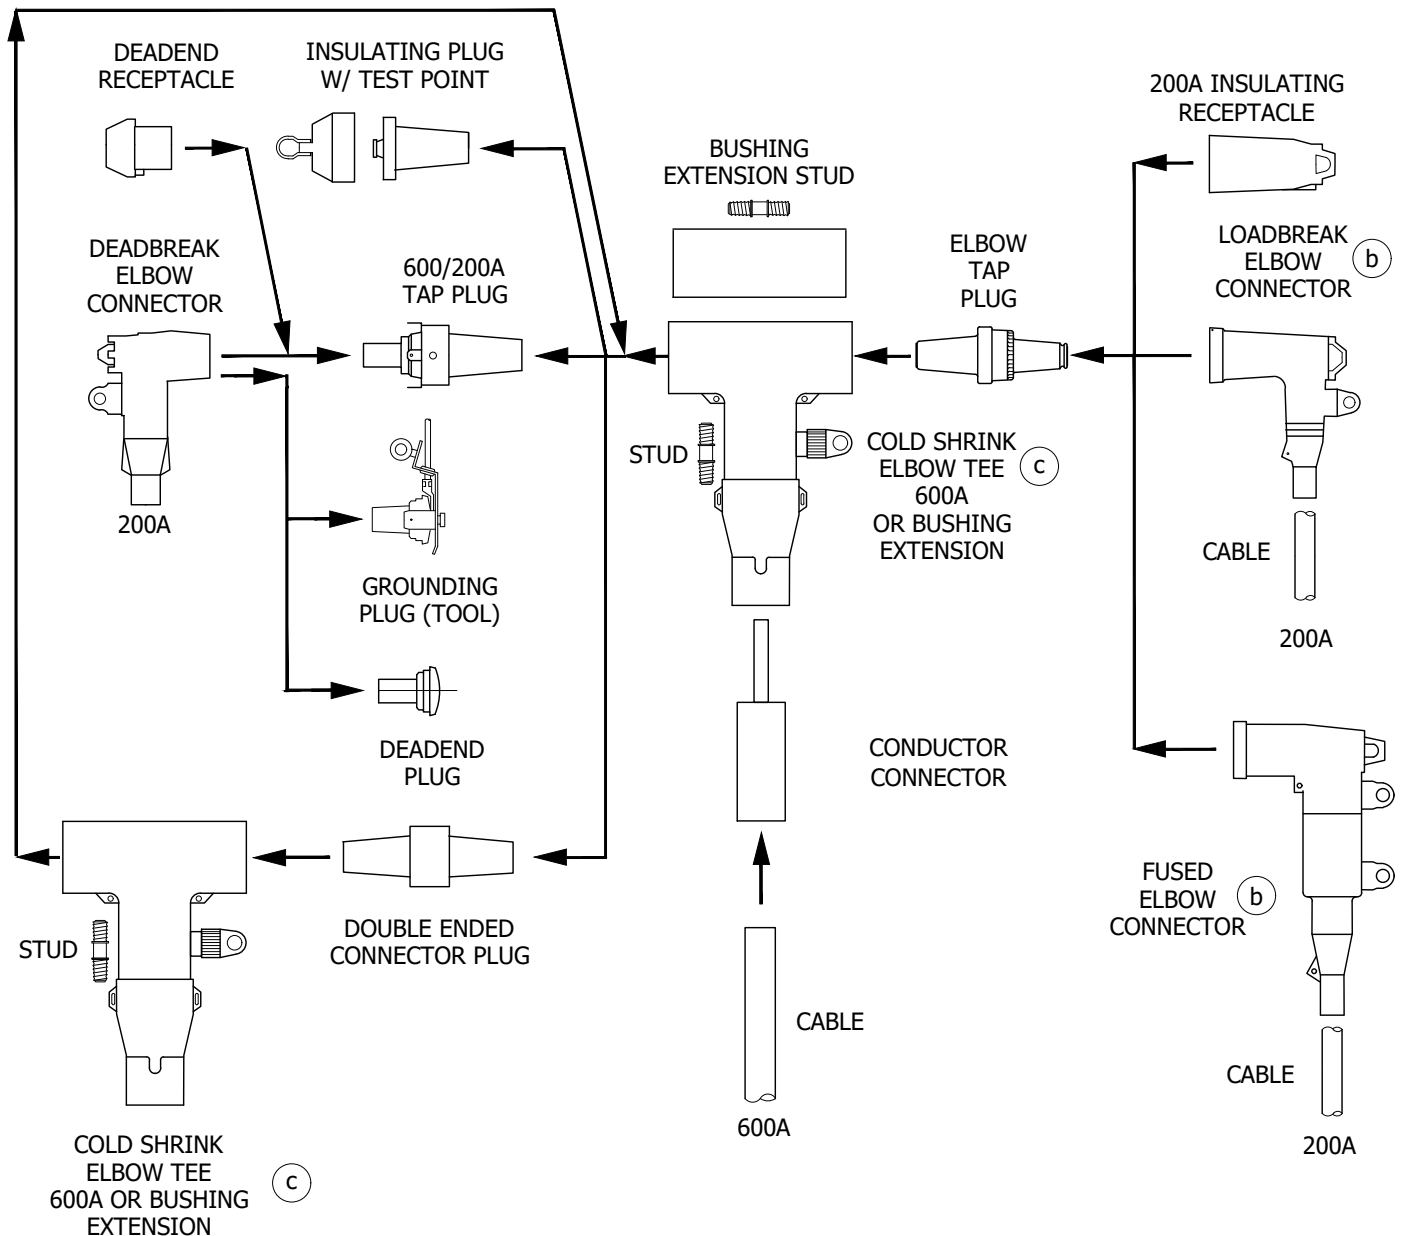 DEADEND
RECEPTACLE
INSULATING PLUG
W/ TEST POINT
BUSHING
EXTENSION STUD
200A INSULATING
RECEPTACLE
DEADBREAK
ELBOW
CONNECTOR
200A
600/200A
TAP PLUG
ELBOW
TAP
PLUG
LOADBREAK
ELBOW
CONNECTOR
b
STUD
COLD SHRINK
ELBOW TEE
600A
OR BUSHING
EXTENSION
c
CABLE
200A
GROUNDING
PLUG (TOOL)
DEADEND
PLUG
CONDUCTOR
CONNECTOR
FUSED
ELBOW
CONNECTOR
b
DOUBLE ENDED
CONNECTOR PLUG
STUD
CABLE
600A
CABLE
200A
COLD SHRINK
ELBOW TEE
600A OR BUSHING
EXTENSION
c